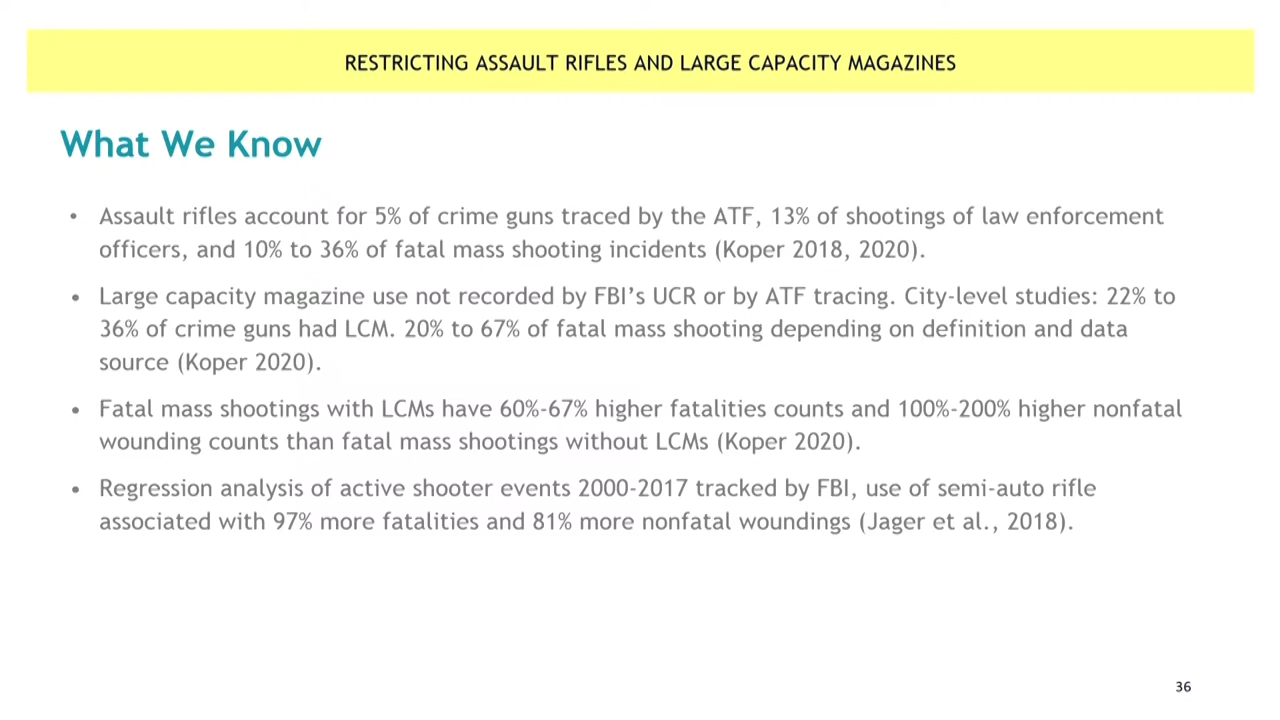 RESTRICTING ASSAULT RIFLES AND LARGE CAPACITY MAGAZINES
What We Know
• Assault rifles account for 5% of crime guns traced by the ATF, 13% of shootings of law enforcement
officers, and 10% to 36% of fatal mass shooting incidents (Koper 2018, 2020).
• Large capacity magazine use not recorded by FBI’s UCR or by ATF tracing. City-level studies: 22% to
36% of crime guns had LCM. 20% to 67% of fatal mass shooting depending on definition and data
source (Koper 2020).
• Fatal mass shootings with LCMs have 60%-67% higher fatalities counts and 100%-200% higher nonfatal
wounding counts than fatal mass shootings without LCMs (Koper 2020).
• Regression analysis of active shooter events 2000-2017 tracked by FBI, use of semi-auto rifle
associated with 97% more fatalities and 81% more nonfatal woundings (Jager et al., 2018).
36